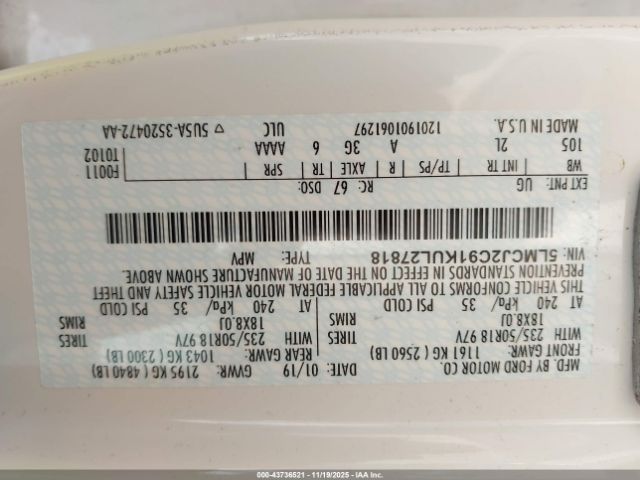 MFD. BY FORD MOTOR CO.
DATE: 01/19 GVWR: 2195 KG ( 4840 LB)
FRONT GAWR: REAR GAWR:
1161 KG ( 2560 LB) 1043 KG ( 2300 LB)
WITH TIRES WITH TIRES
235/50R18 97V 235/50R18 97V
18X8.0J RIMS 18X8.0J RIMS
AT 240 kPa/ 35 PSI COLD AT 240 kPa/ 35 PSI COLD
THIS VEHICLE CONFORMS TO ALL APPLICABLE FEDERAL MOTOR VEHICLE SAFETY AND THEFT
PREVENTION STANDARDS IN EFFECT ON THE DATE OF MANUFACTURE SHOWN ABOVE.
VIN: 5LMCJ2C91KUL27818 TYPE: MPV
EXT PNT: UG RC: 67 DSO: F0011
T0102
WB INT TR TP/PS R AXLE TR SPR
105 2L A 3G 6 AAAA
MADE IN U.S.A. 1201901061297 ULC ▽ 5U5A-3520472-AA
000-43736521 - 11/19/2025 - IAA Inc.